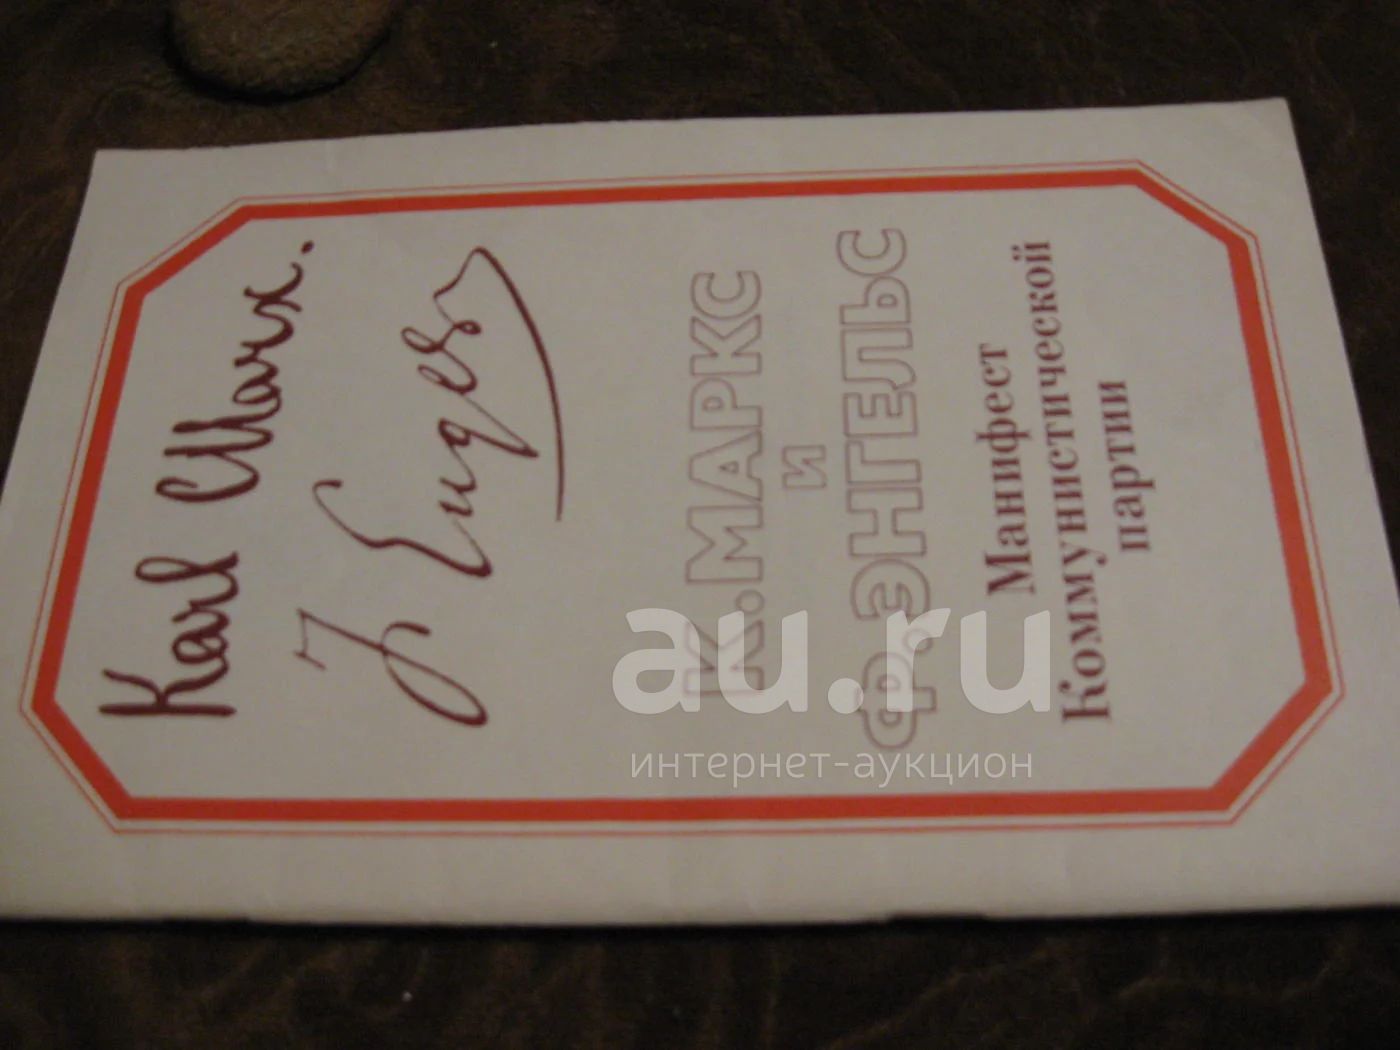 Karl Marx.
F Engels
К. МАРКС
и
Ф. ЭНГЕЛЬС
Манифест
Коммунистической
партии
au.ru
интернет-аукцион